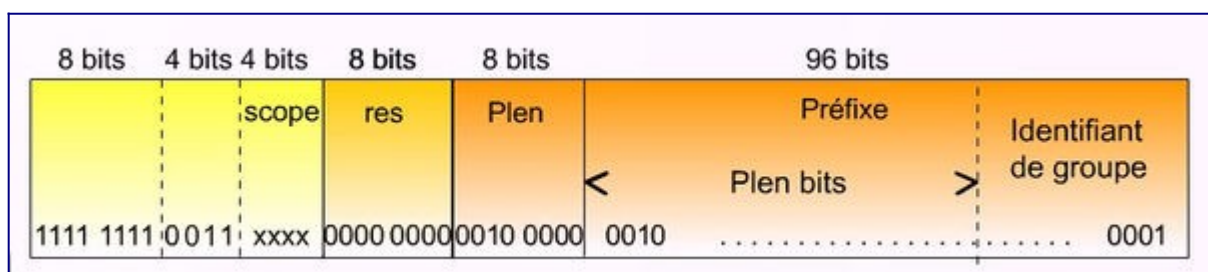 8 bits 4 bits 4 bits 8 bits 8 bits 96 bits
scope res Plen Préfixe Identifiant
de groupe
< Plen bits >
1111 1111 0011 xxxx 0000 0000 0010 0000 0010 ............................ 0001